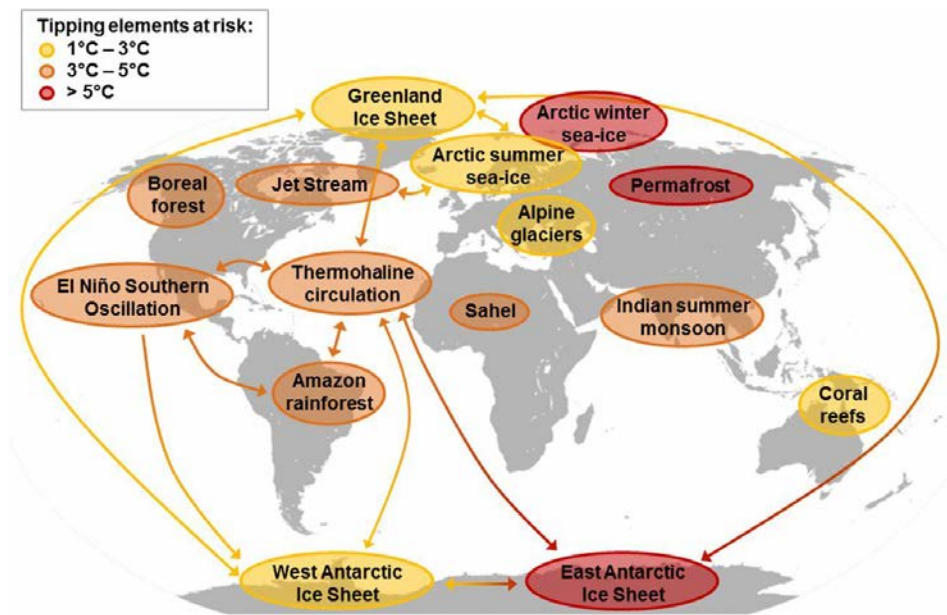 Tipping elements at risk:
1°C – 3°C
3°C – 5°C
> 5°C
Greenland
Ice Sheet
Arctic winter
sea-ice
Arctic summer
sea-ice
Boreal
forest
Jet Stream
Permafrost
Alpine
glaciers
El Niño Southern
Oscillation
Thermohaline
circulation
Sahel
Indian summer
monsoon
Amazon
rainforest
Coral
reefs
West Antarctic
Ice Sheet
East Antarctic
Ice Sheet